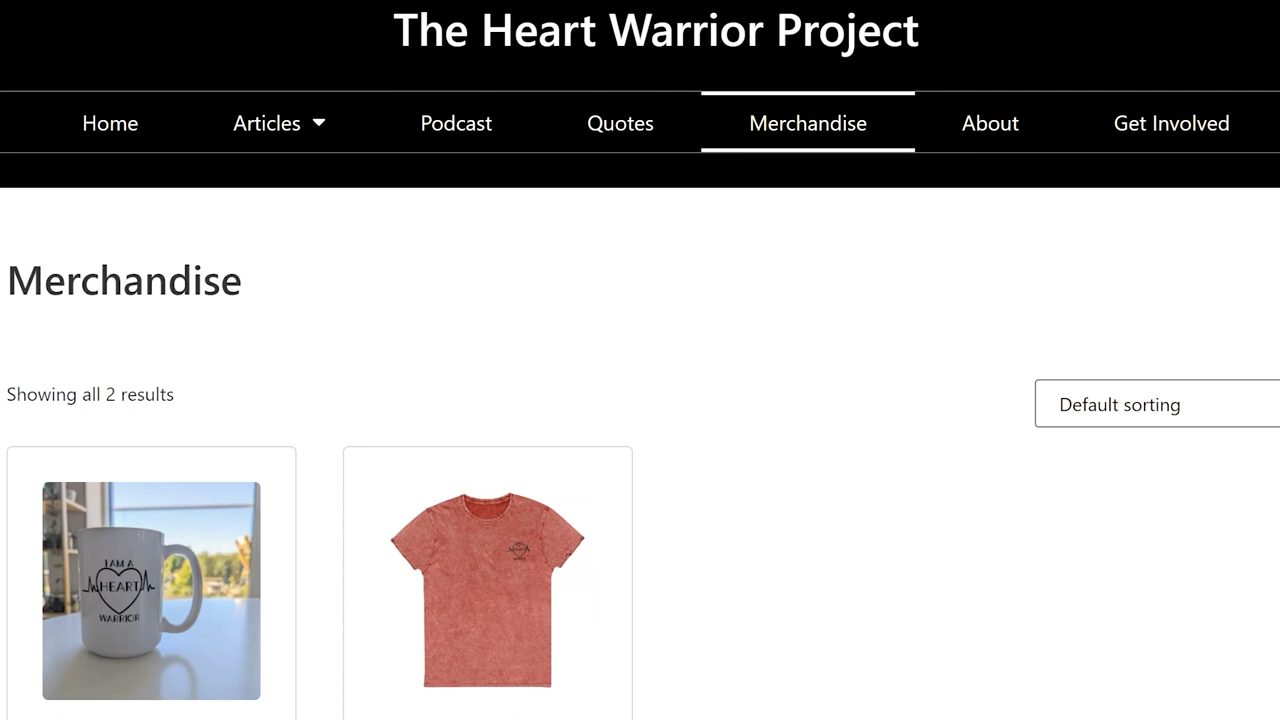 The Heart Warrior Project
Home Articles Podcast Quotes Merchandise About Get Involved
Merchandise
Showing all 2 results
Default sorting
I AM A
HEART
WARRIOR